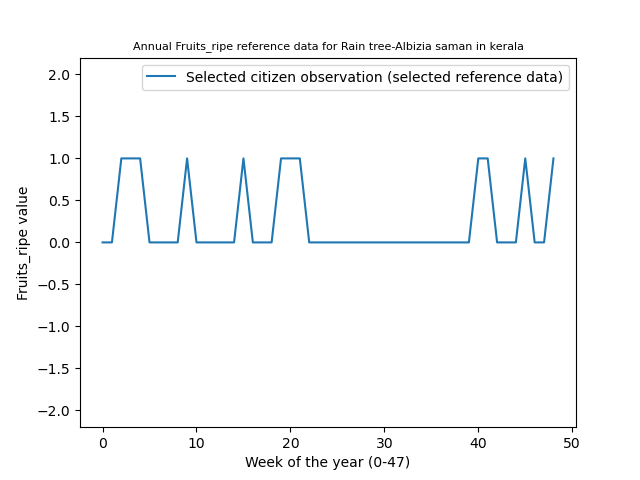 Annual Fruits_ripe reference data for Rain tree-Albizia saman in kerala
Selected citizen observation (selected reference data)
2.0
1.5
1.0
0.5
0.0
−0.5
−1.0
−1.5
−2.0
Fruits_ripe value
0 10 20 30 40 50
Week of the year (0-47)